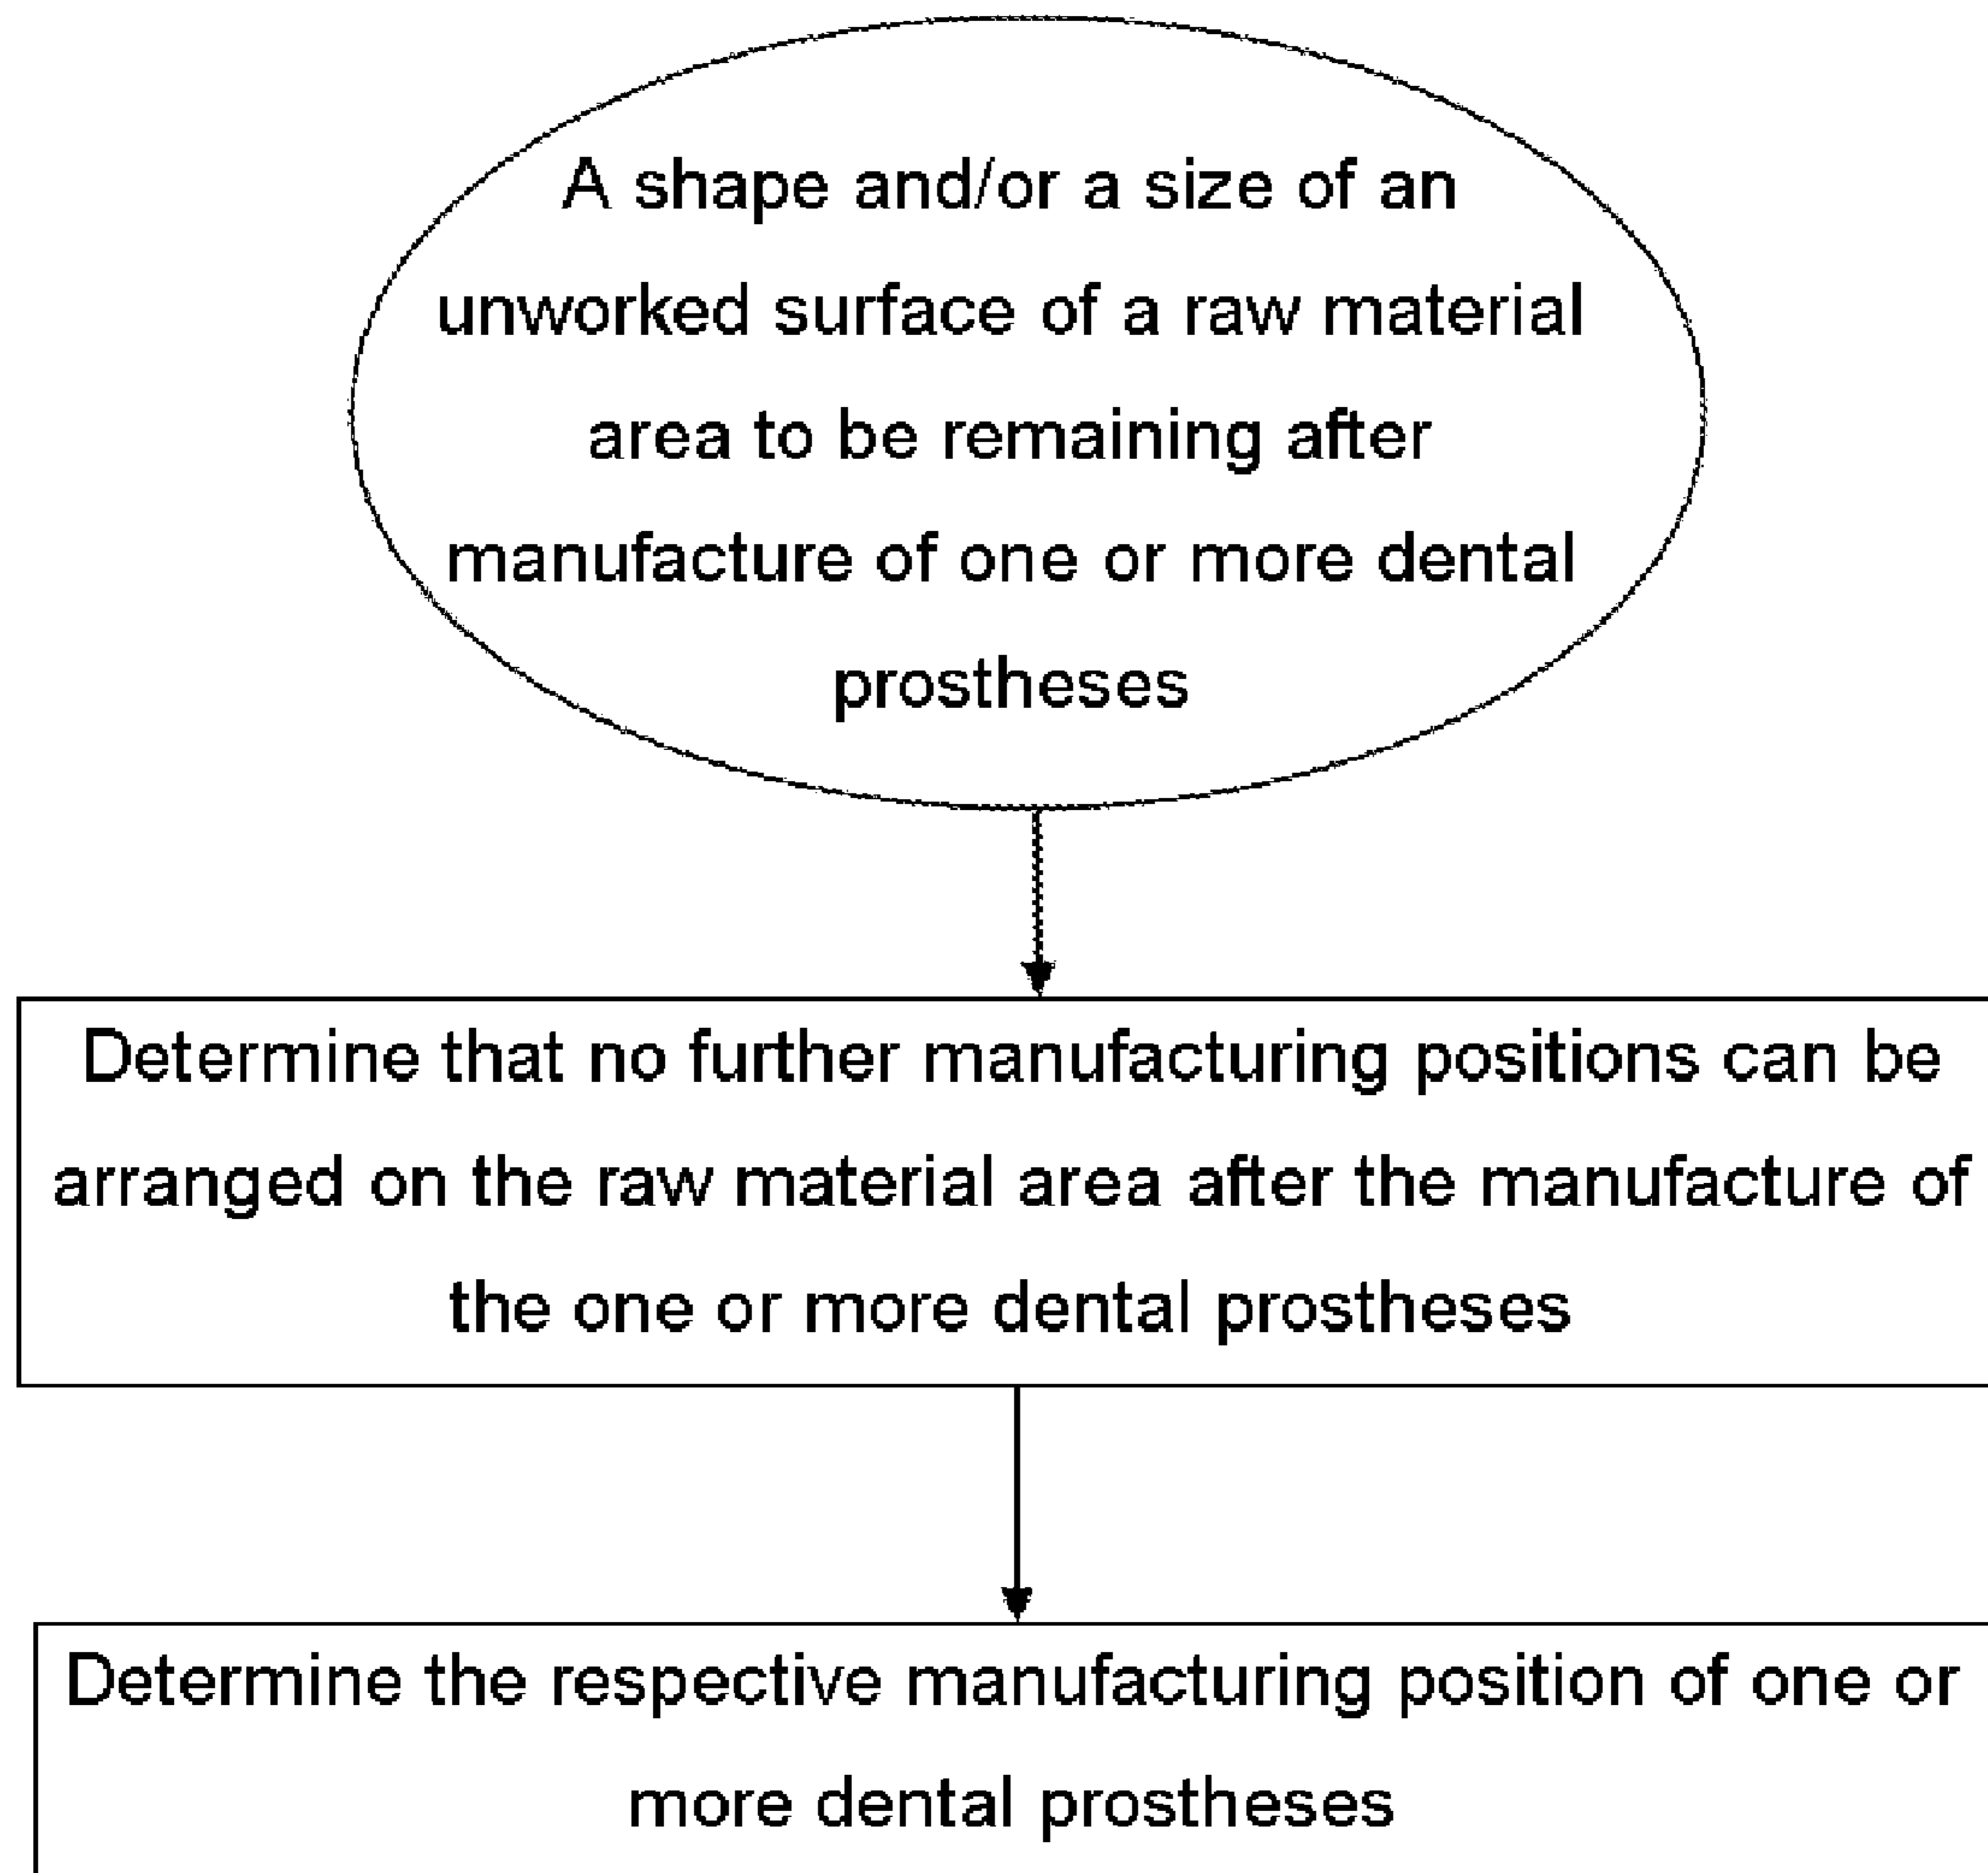 A shape and/or a size of an
unworked surface of a raw material
area to be remaining after
manufacture of one or more dental
prostheses
Determine that no further manufacturing positions can be
arranged on the raw material area after the manufacture of
the one or more dental prostheses
Determine the respective manufacturing position of one or
more dental prostheses